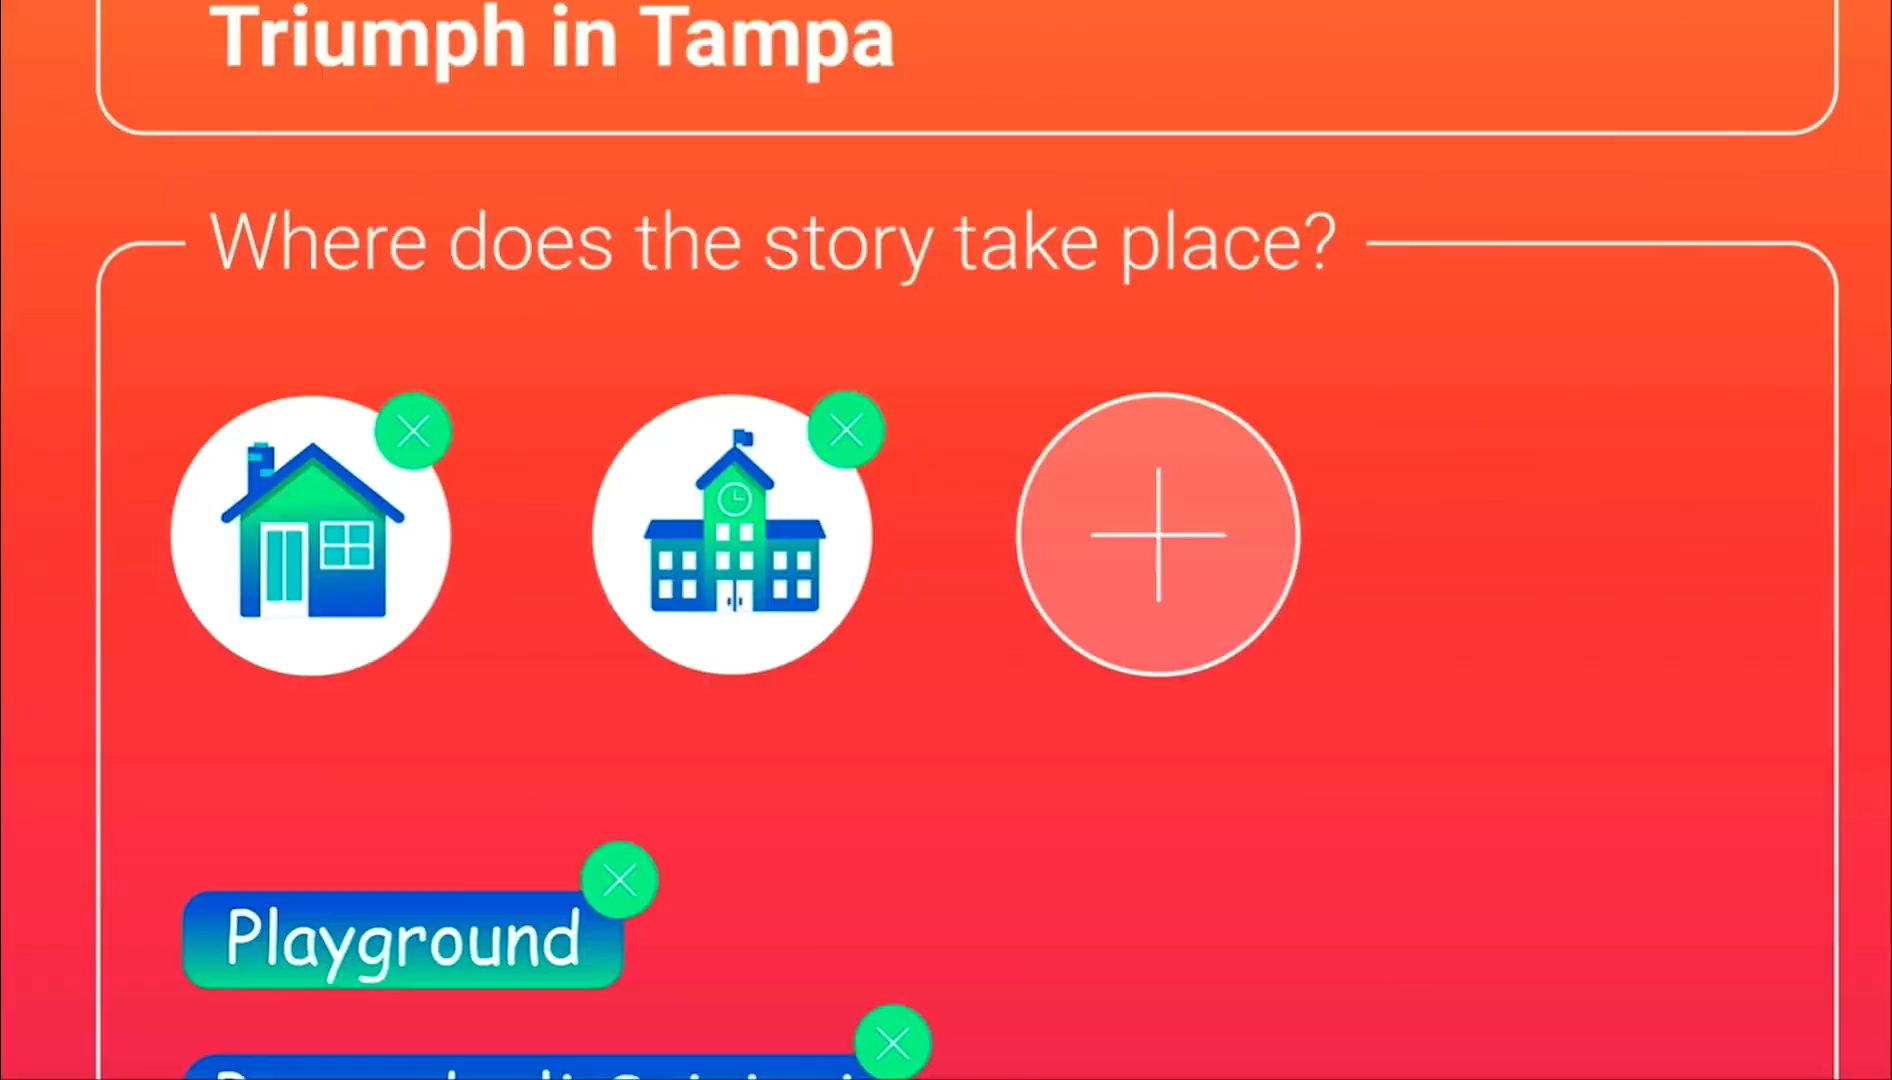 Triumph in Tampa
Where does the story take place?
Playground